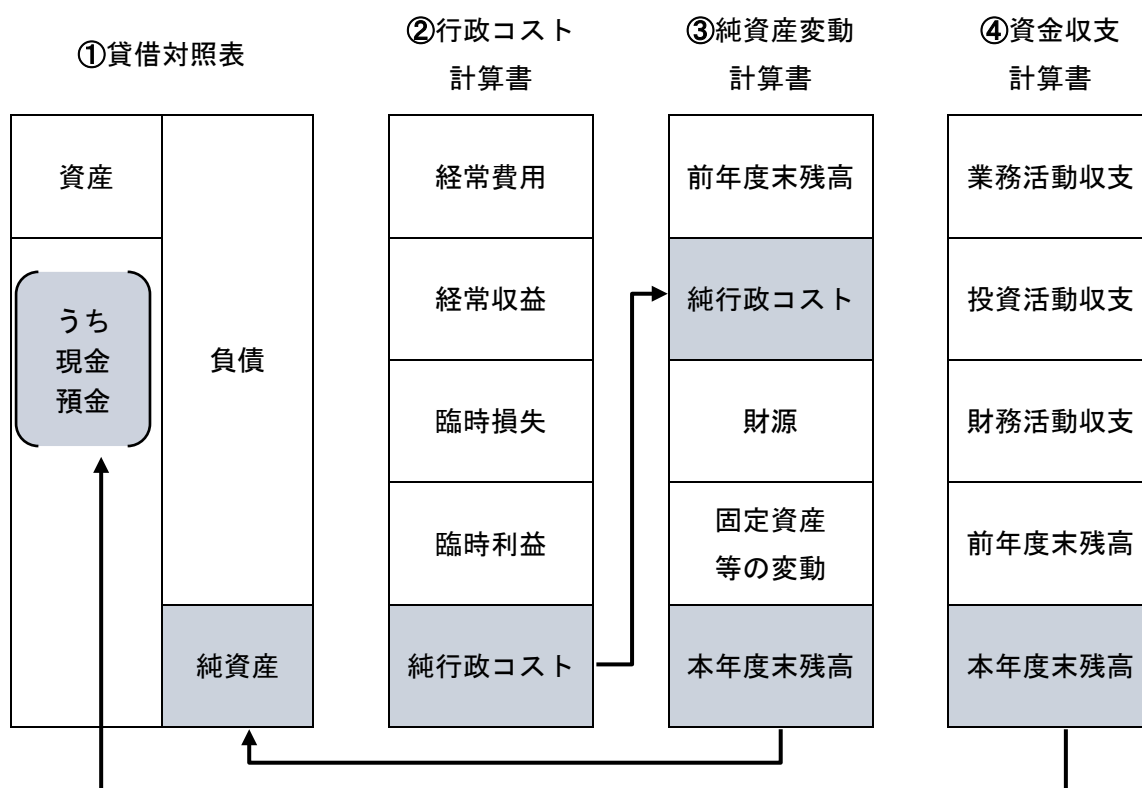 ①貸借対照表
資産
うち
現金
預金
負債
純資産
②行政コスト
計算書
経常費用
経常収益
臨時損失
臨時利益
純行政コスト
③純資産変動
計算書
前年度末残高
純行政コスト
財源
固定資産
等の変動
本年度末残高
④資金収支
計算書
業務活動収支
投資活動収支
財務活動収支
前年度末残高
本年度末残高